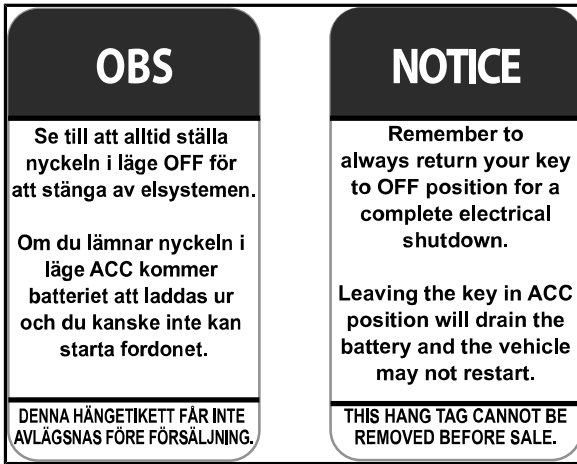 OBS
Se till att alltid ställa
nyckeln i läge OFF för
att stänga av elsystemen.
Om du lämnar nyckeln i
läge ACC kommer
batteriet att laddas ur
och du kanske inte kan
starta fordonet.
DENNA HÄNGETIKETT FÅR INTE
AVLÄGSNAS FÖRE FÖRSÄLJNING.
NOTICE
Remember to
always return your key
to OFF position for a
complete electrical
shutdown.
Leaving the key in ACC
position will drain the
battery and the vehicle
may not restart.
THIS HANG TAG CANNOT BE
REMOVED BEFORE SALE.